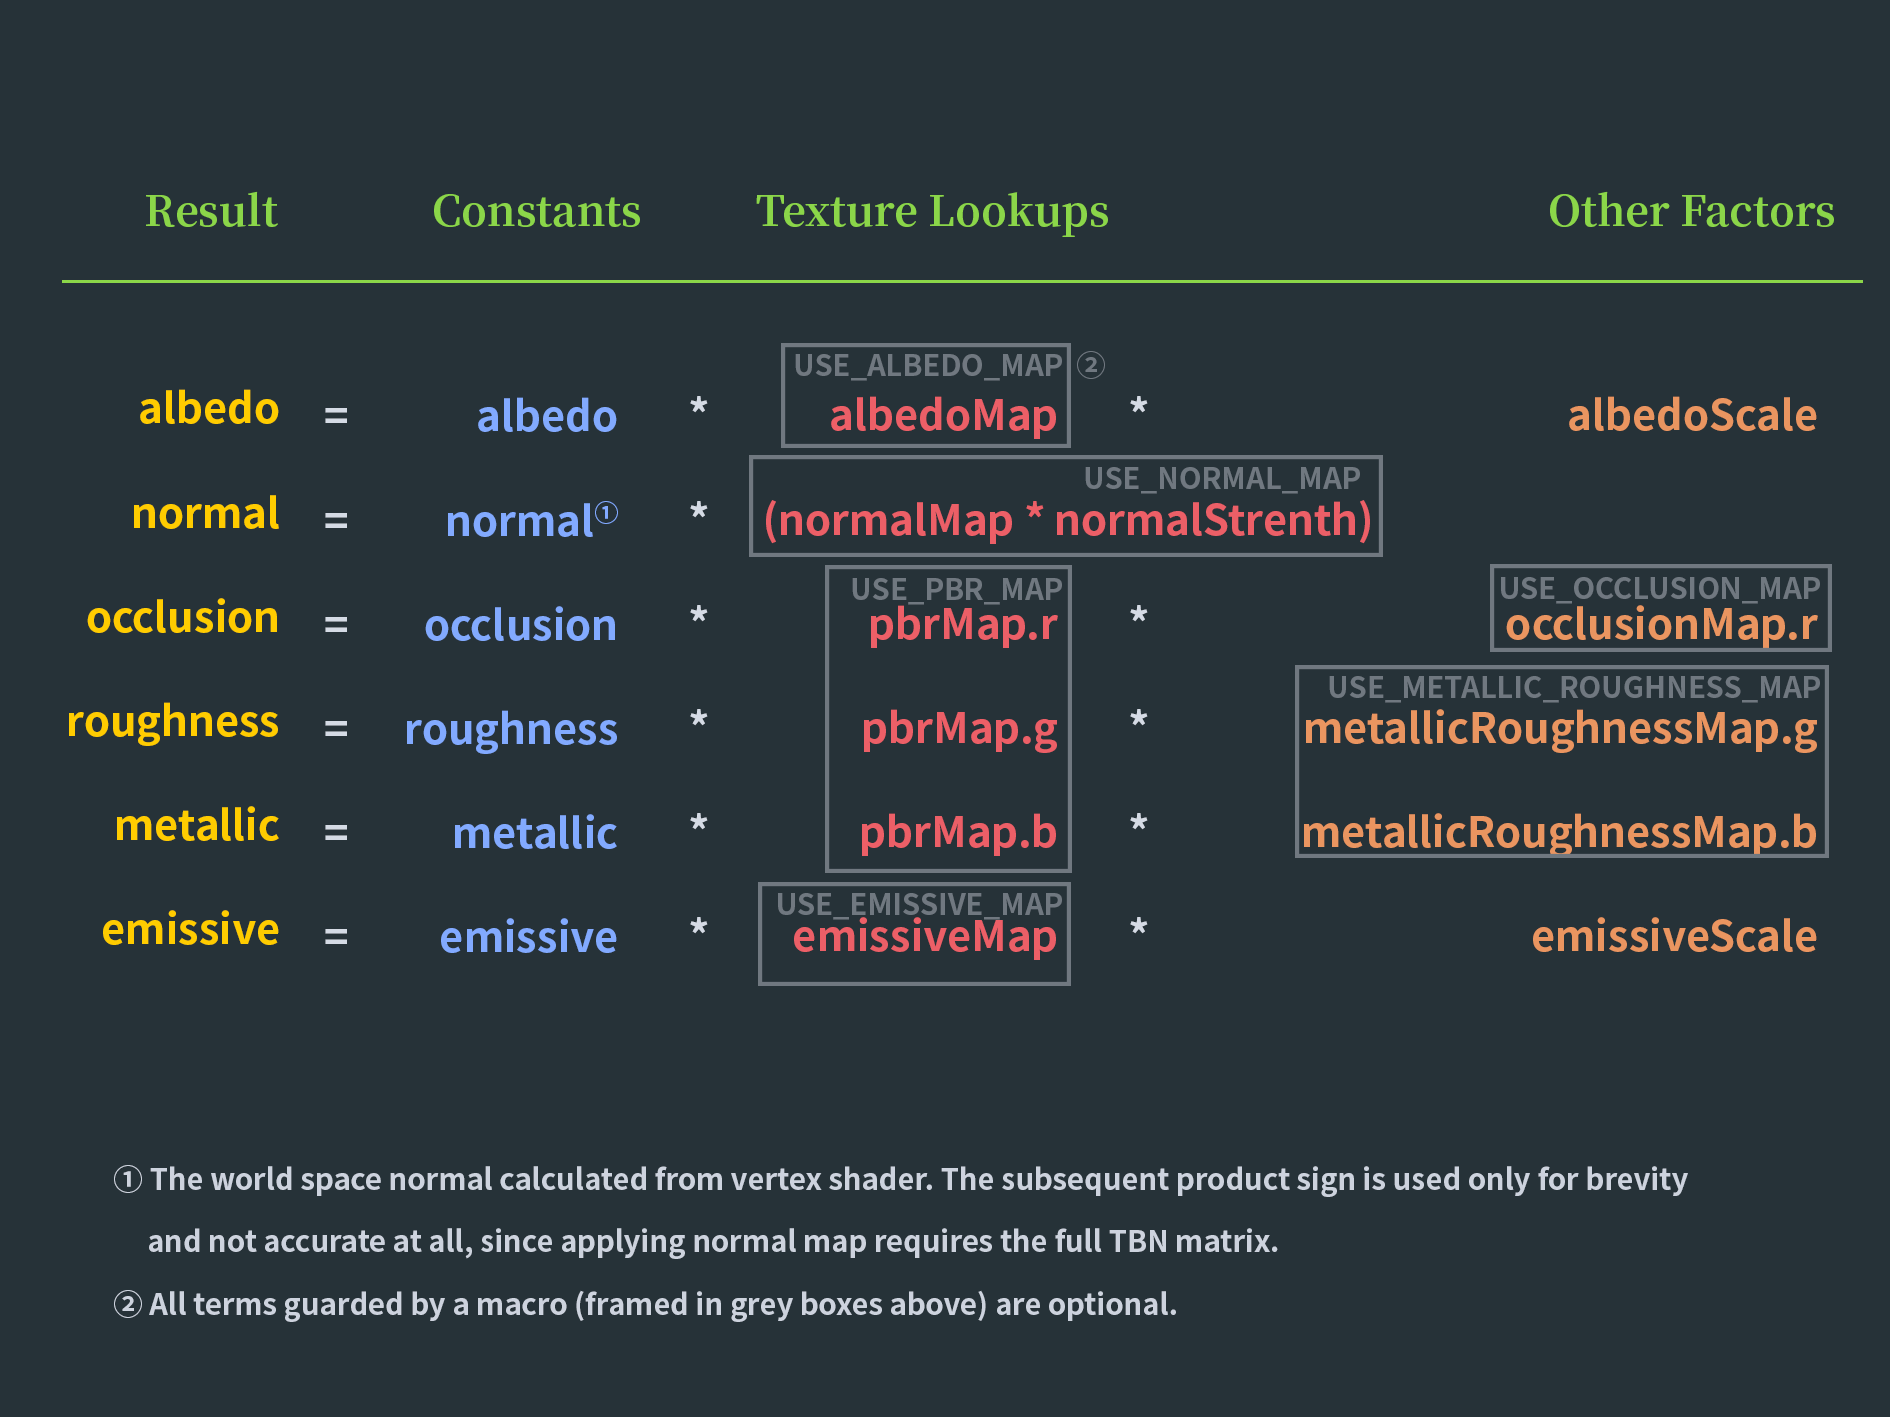 Result Constants Texture Lookups Other Factors
USE_ALBEDO_MAP ②
albedo = albedo * albedoMap * albedoScale
USE_NORMAL_MAP
normal = normal① * (normalMap * normalStrenth)
USE_PBR_MAP USE_OCCLUSION_MAP
occlusion = occlusion * pbrMap.r * occlusionMap.r
USE_METALLIC_ROUGHNESS_MAP
roughness = roughness * pbrMap.g * metallicRoughnessMap.g
metallic = metallic * pbrMap.b * metallicRoughnessMap.b
USE_EMISSIVE_MAP
emissive = emissive * emissiveMap * emissiveScale
① The world space normal calculated from vertex shader. The subsequent product sign is used only for brevity
and not accurate at all, since applying normal map requires the full TBN matrix.
② All terms guarded by a macro (framed in grey boxes above) are optional.